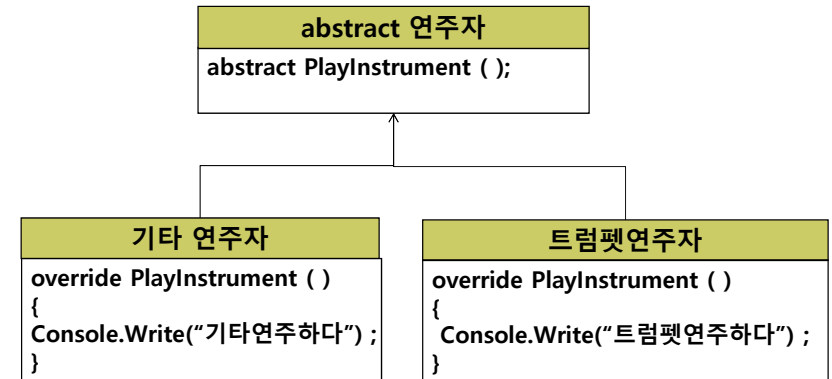 abstract 연주자
abstract PlayInstrument ( );
기타 연주자
override PlayInstrument ( )
{
Console.Write(“기타연주하다”) ;
}
트럼펫연주자
override PlayInstrument ( )
{
Console.Write(“트럼펫연주하다”) ;
}